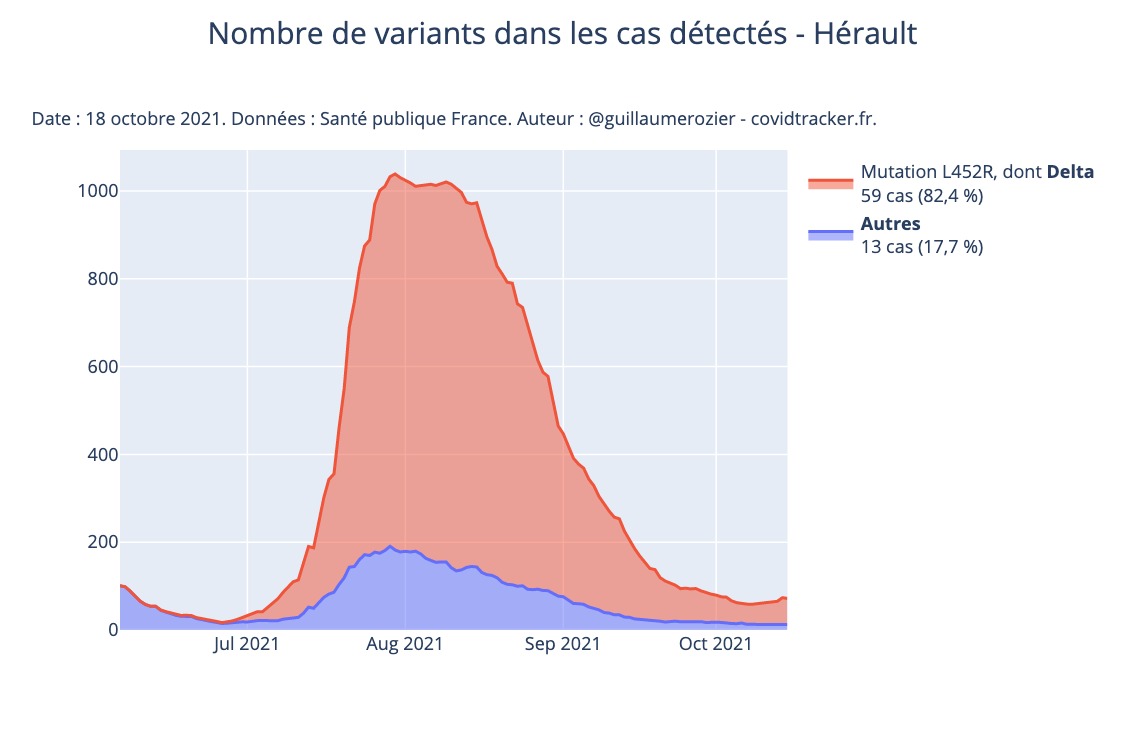 Nombre de variants dans les cas détectés - Hérault
Date : 18 octobre 2021. Données : Santé publique France. Auteur : @guillaumerozier - covidtracker.fr.
Mutation L452R, dont Delta
59 cas (82,4 %)
Autres
13 cas (17,7 %)
1000
800
600
400
200
0
Jul 2021
Aug 2021
Sep 2021
Oct 2021